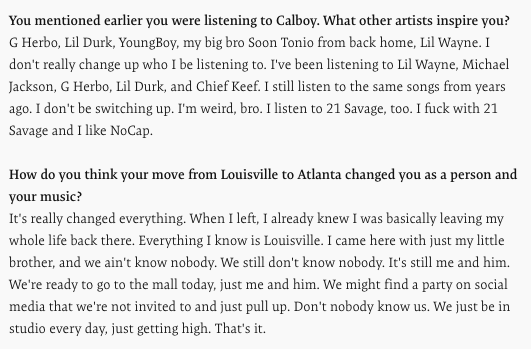 You mentioned earlier you were listening to Calboy. What other artists inspire you?
G Herbo, Lil Durk, YoungBoy, my big bro Soon Tonio from back home, Lil Wayne. I
don't really change up who I be listening to. I've been listening to Lil Wayne, Michael
Jackson, G Herbo, Lil Durk, and Chief Keef. I still listen to the same songs from years
ago. I don't be switching up. I'm weird, bro. I listen to 21 Savage, too. I fuck with 21
Savage and I like NoCap.
How do you think your move from Louisville to Atlanta changed you as a person and
your music?
It's really changed everything. When I left, I already knew I was basically leaving my
whole life back there. Everything I know is Louisville. I came here with just my little
brother, and we ain't know nobody. We still don't know nobody. It's still me and him.
We're ready to go to the mall today, just me and him. We might find a party on social
media that we're not invited to and just pull up. Don't nobody know us. We just be in
studio every day, just getting high. That's it.